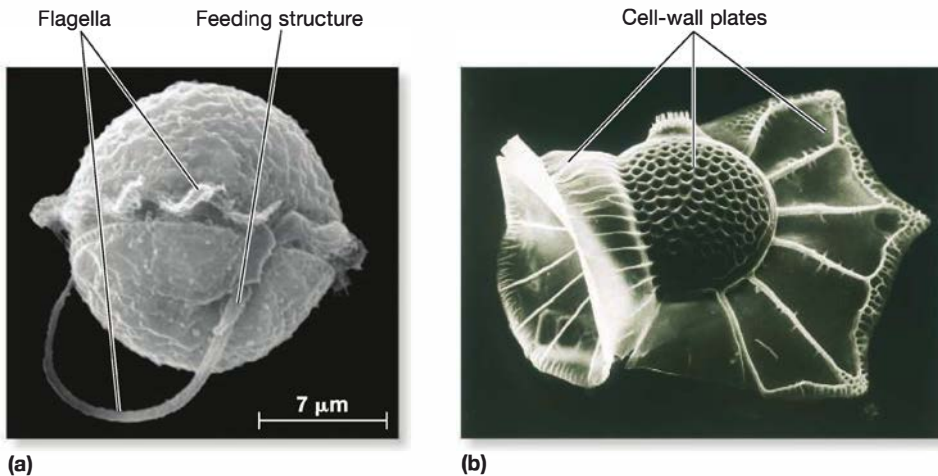 Flagella Feeding structure
Cell-wall plates
7 µm
(a)
(b)